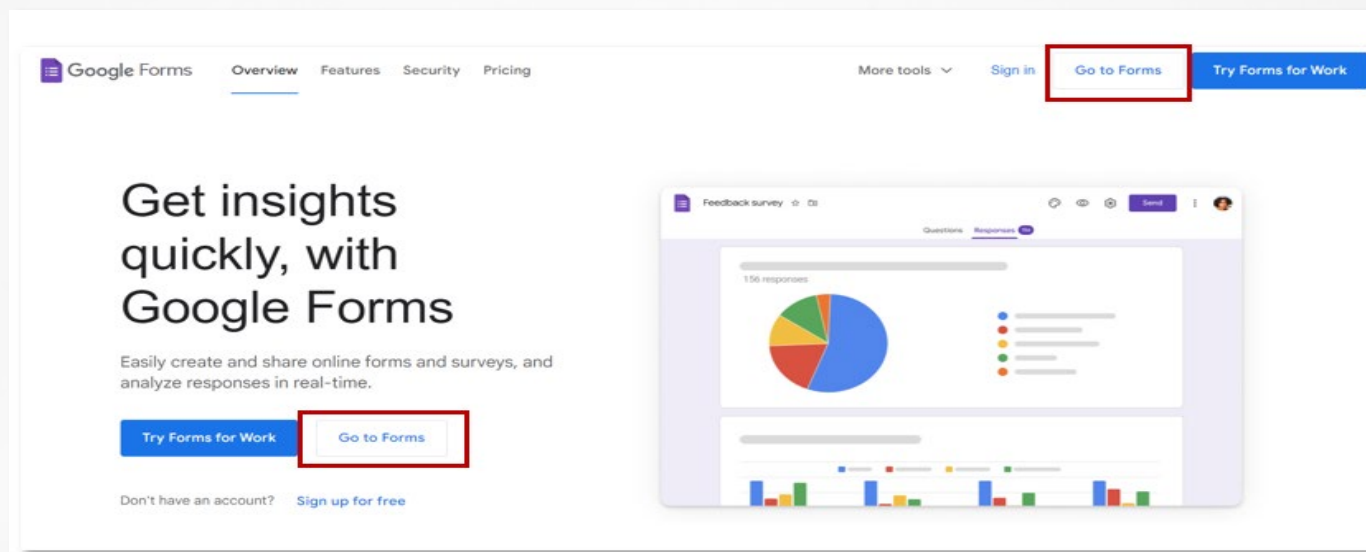 Google Forms Overview Features Security Pricing More tools Sign in Go to Forms Try Forms for Work
Get insights
quickly, with
Google Forms
Easily create and share online forms and surveys, and
analyze responses in real-time.
Try Forms for Work Go to Forms
Don't have an account? Sign up for free
Feedback survey Send
Questions Responses
156 responses